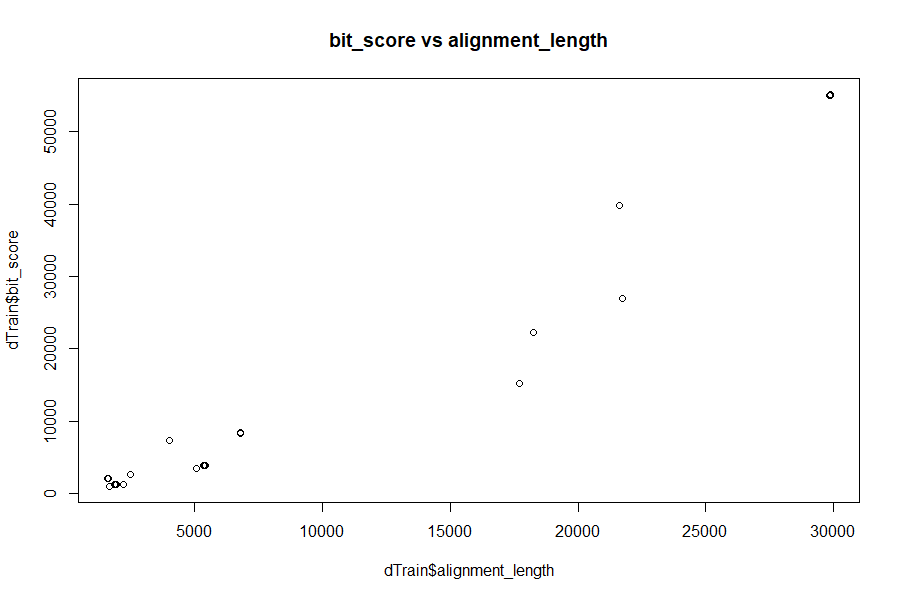 bit_score vs alignment_length
dTrain$bit_score
50000
40000
30000
20000
10000
0
5000 10000 15000 20000 25000 30000
dTrain$alignment_length